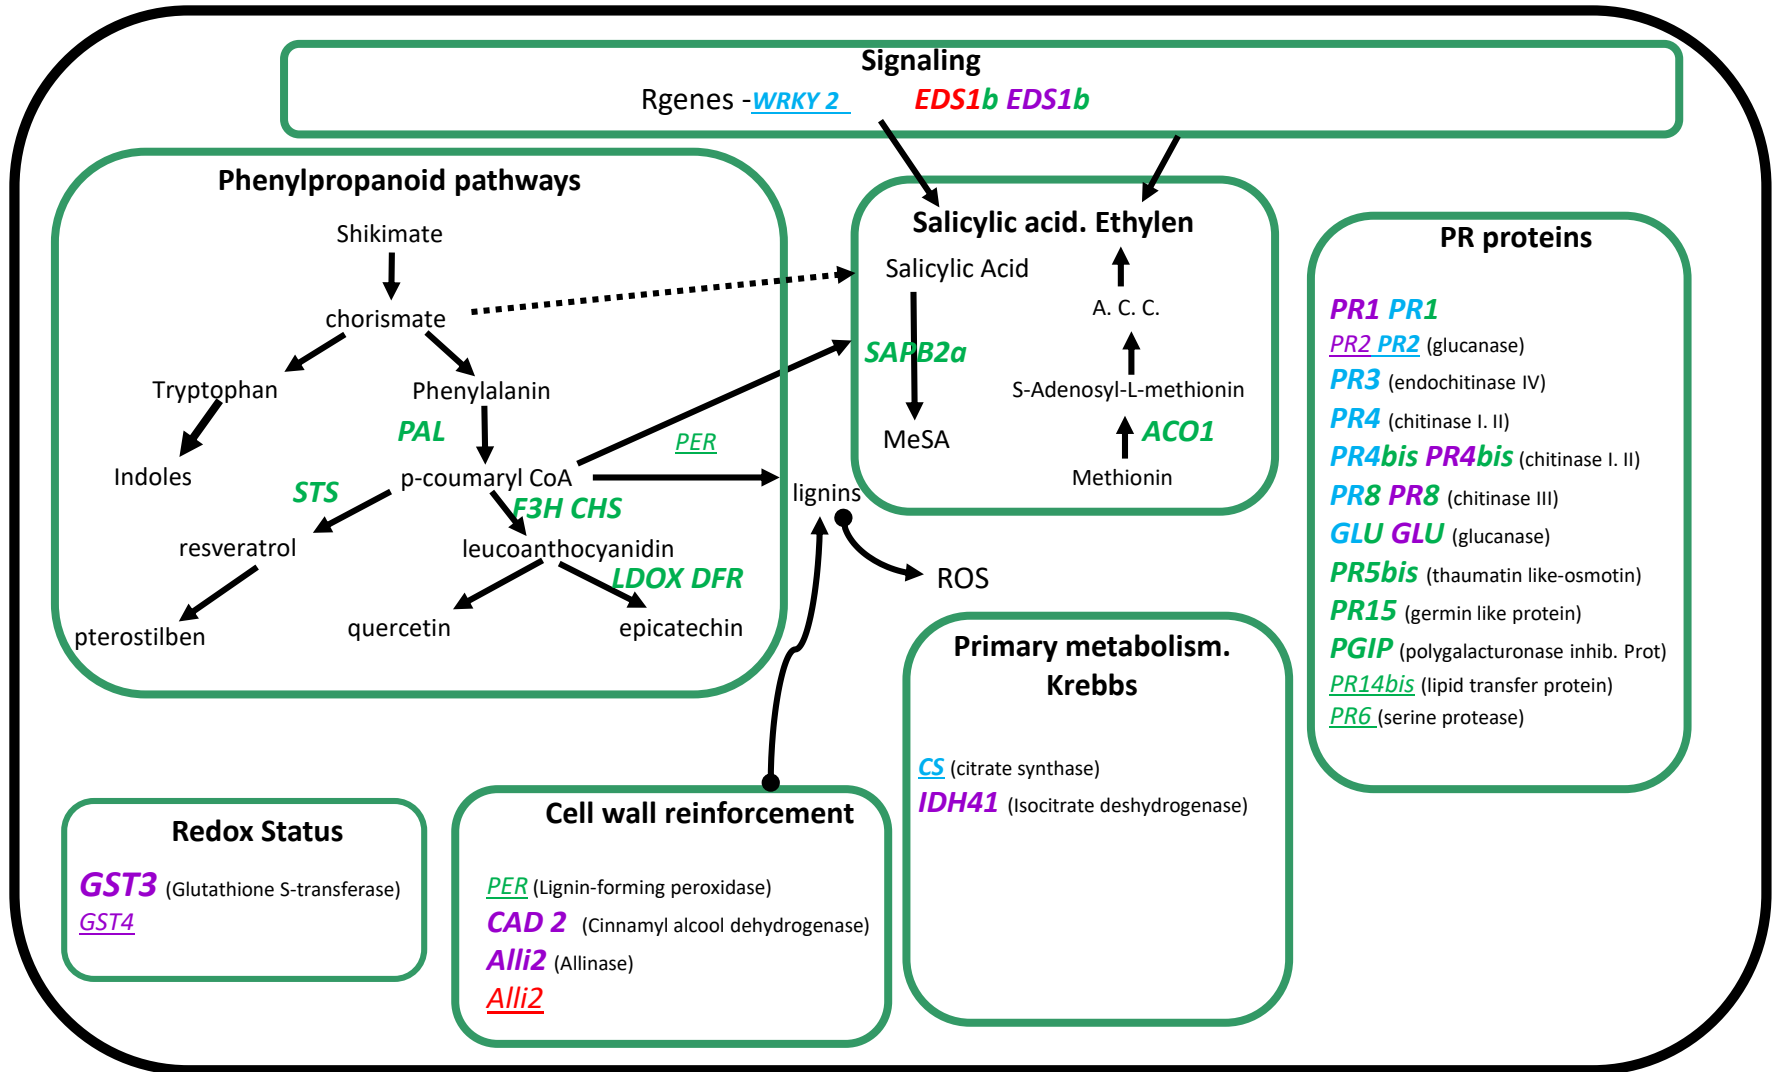 Signaling
Rgenes -WRKY 2 EDS1b EDS1b
Phenylpropanoid pathways
Shikimate
chorismate
Tryptophan
Phenylalanin
PAL
PER
Indoles
STS
p-coumaryl CoA
F3H CHS
lignins
resveratrol
leucoanthocyanidin
LDOX DFR
ROS
pterostilben
quercetin
epicatechin
Salicylic acid. Ethylen
Salicylic Acid
A. C. C.
SAPB2a
S-Adenosyl-L-methionin
MeSA
ACO1
Methionin
PR proteins
PR1 PR1
PR2 PR2 (glucanase)
PR3 (endochitinase IV)
PR4 (chitinase I. II)
PR4bis PR4bis (chitinase I. II)
PR8 PR8 (chitinase III)
GLU GLU (glucanase)
PR5bis (thaumatin like-osmotin)
PR15 (germin like protein)
PGIP (polygalacturonase inhib. Prot)
PR14bis (lipid transfer protein)
PR6 (serine protease)
Primary metabolism.
Krebbs
CS (citrate synthase)
IDH41 (Isocitrate deshydrogenase)
Redox Status
GST3 (Glutathione S-transferase)
GST4
Cell wall reinforcement
PER (Lignin-forming peroxidase)
CAD 2 (Cinnamyl alcool dehydrogenase)
Alli2 (Allinase)
Alli2